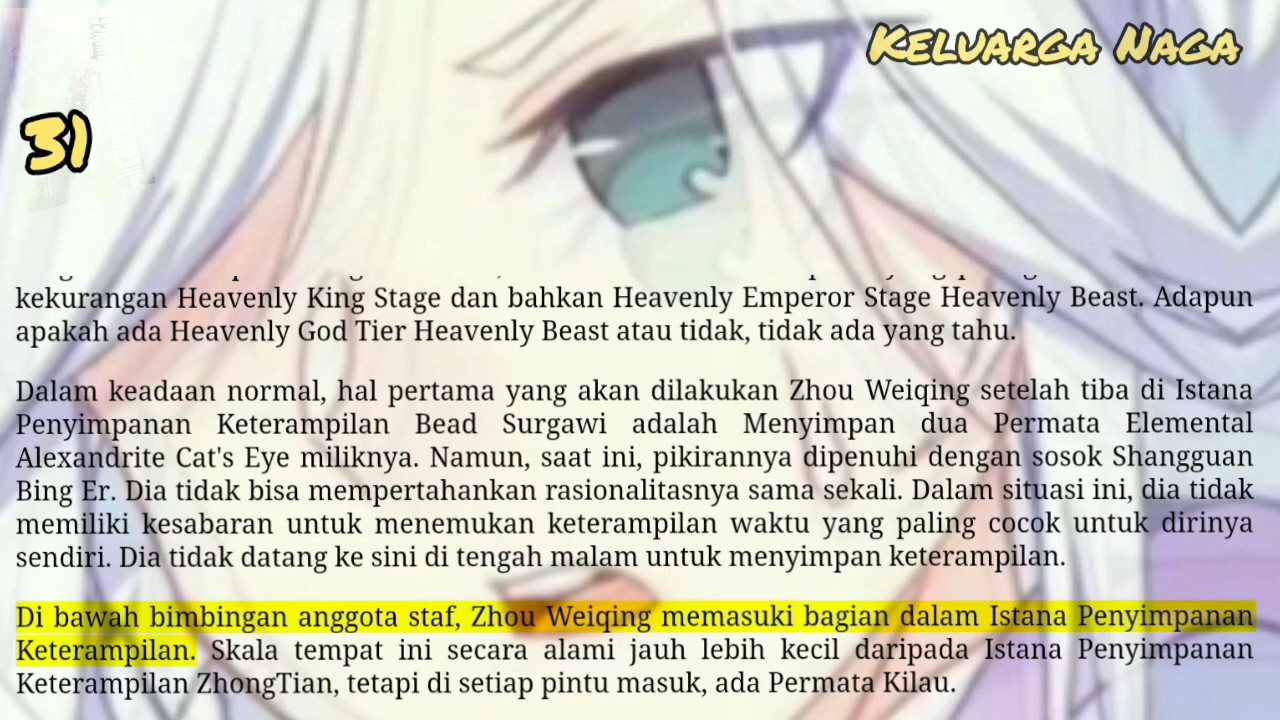 Keluarga Naga
31
kekurangan Heavenly King Stage dan bahkan Heavenly Emperor Stage Heavenly Beast. Adapun
apakah ada Heavenly God Tier Heavenly Beast atau tidak, tidak ada yang tahu.
Dalam keadaan normal, hal pertama yang akan dilakukan Zhou Weiqing setelah tiba di Istana
Penyimpanan Keterampilan Bead Surgawi adalah Menyimpan dua Permata Elemental
Alexandrite Cat's Eye miliknya. Namun, saat ini, pikirannya dipenuhi dengan sosok Shangguan
Bing Er. Dia tidak bisa mempertahankan rasionalitasnya sama sekali. Dalam situasi ini, dia tidak
memiliki kesabaran untuk menemukan keterampilan waktu yang paling cocok untuk dirinya
sendiri. Dia tidak datang ke sini di tengah malam untuk menyimpan keterampilan.
Di bawah bimbingan anggota staf, Zhou Weiqing memasuki bagian dalam Istana Penyimpanan
Keterampilan. Skala tempat ini secara alami jauh lebih kecil daripada Istana Penyimpanan
Keterampilan ZhongTian, tetapi di setiap pintu masuk, ada Permata Kilau.